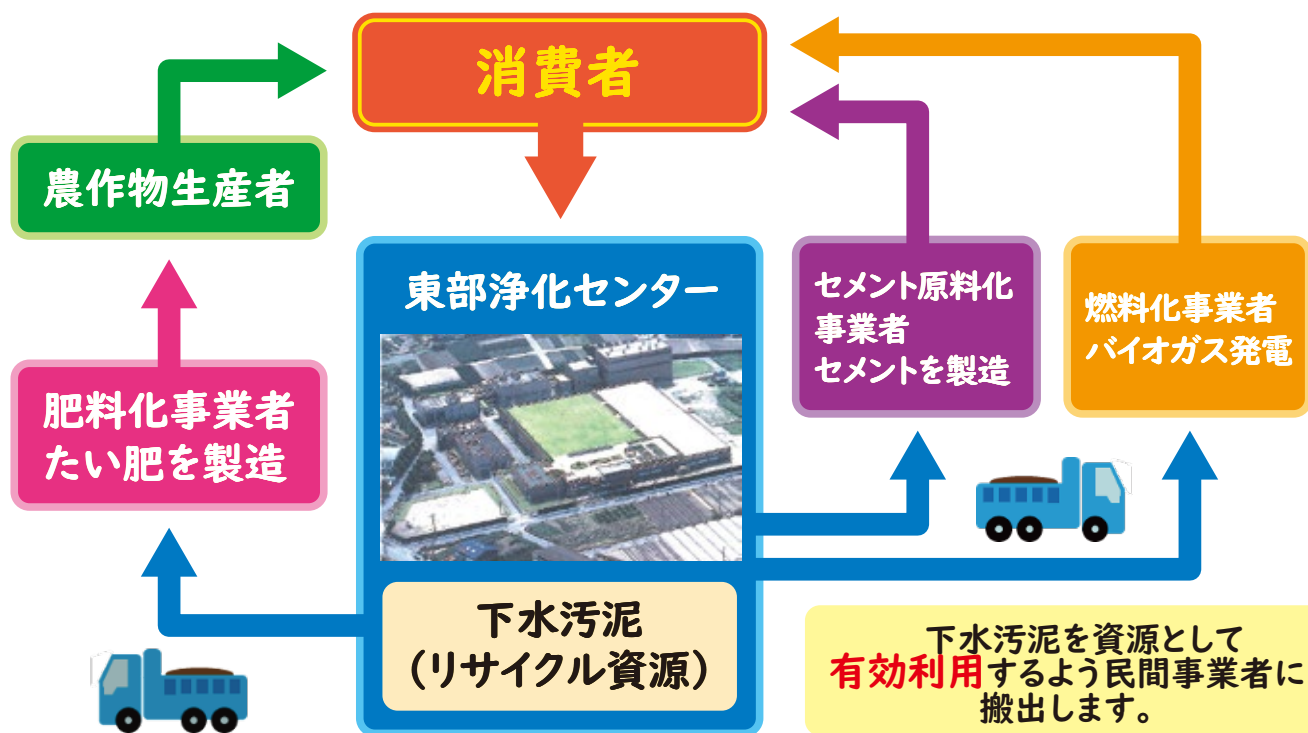 消費者
農作物生産者
肥料化事業者
たい肥を製造
東部浄化センター
下水汚泥
(リサイクル資源)
セメント原料化
事業者
セメントを製造
燃料化事業者
バイオガス発電
下水汚泥を資源として
有効利用するよう民間事業者に
搬出します。